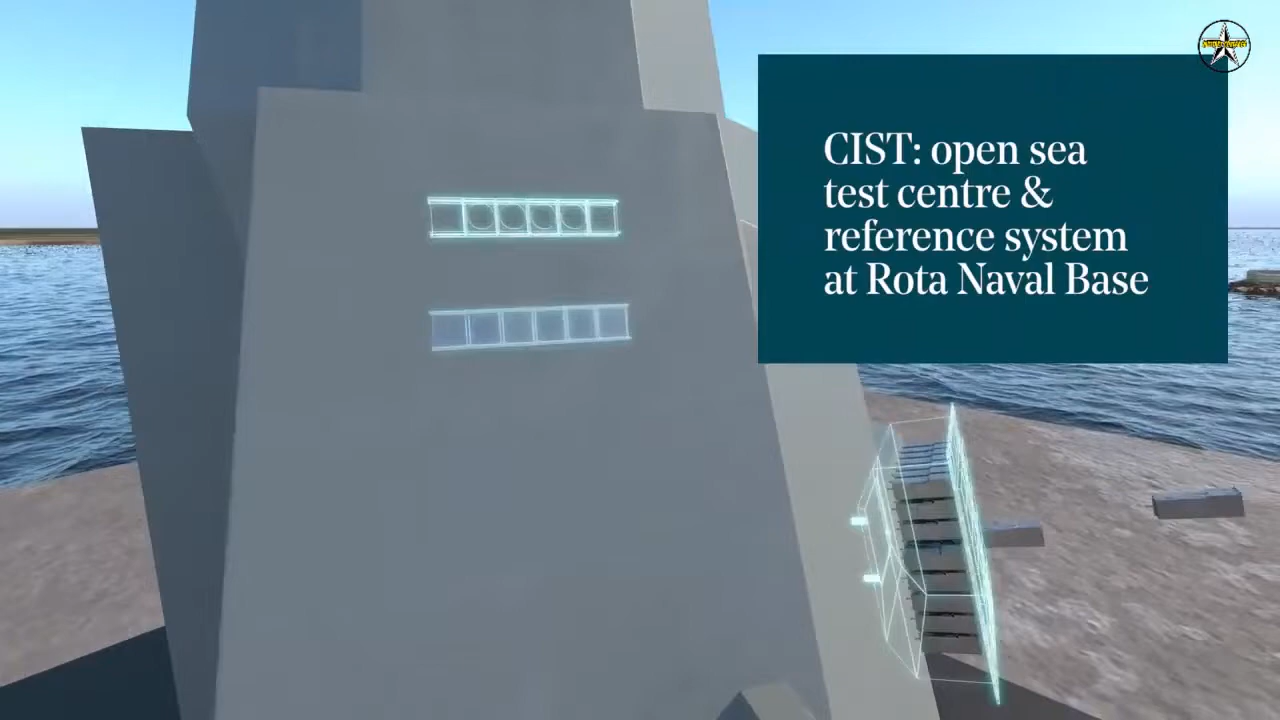 CIST: open sea
test centre &
reference system
at Rota Naval Base